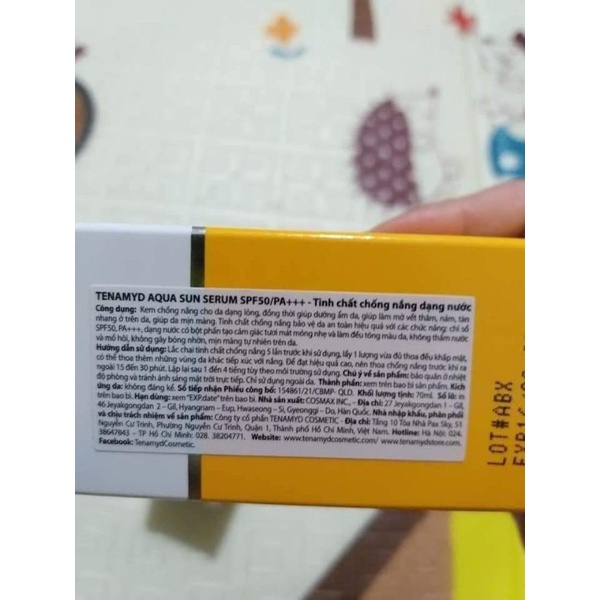 TENAMYD AQUA SUN SERUM SPF50/PA+++ - Tinh chất chống nắng dạng nước
Công dụng: Kem chống nắng cho da dạng lỏng, đồng thời giúp dưỡng ẩm da, giúp làm mờ vết thâm, nám, tàn
nhang ở trên da, giúp da mịn màng. Tinh chất chống nắng bảo vệ da an toàn hiệu quả với các chức năng: chỉ số
SPF50, PA+++, dạng nước có bột phấn tạo cảm giác tươi mát mỏng nhẹ và làm đều tông màu da, không thấm nước
và mồ hôi, không gây bóng nhờn, mịn màng tự nhiên trên da.
Hướng dẫn sử dụng: Lắc chai tinh chất chống nắng 5 lần trước khi sử dụng, lấy 1 lượng vừa đủ thoa đều khắp mặt,
có thể thoa thêm những vùng da khác tiếp xúc với nắng. Để đạt hiệu quả cao, nên thoa chống nắng trước khi ra
ngoài 15 đến 30 phút. Lặp lại sau 1 đến 4 tiếng tùy theo môi trường sử dụng. Chú ý về sản phẩm: bảo quản ở nhiệt
độ phòng và tránh ánh sáng mặt trời trực tiếp. Chỉ sử dụng ngoài da. Thành phần: xem trên bao bì sản phẩm. Kích
ứng da: không đáng kể. Số tiếp nhận Phiếu công bố: 154861/21/CBMP- QLD. Khối lượng tịnh: 70ml. Số lô: in
trên bao bì. Hạn dùng: xem "EXP.date" trên bao bì. Nhà sản xuất: COSMAX INC., - Địa chỉ: 27 Jeyakgongdan 1 – Gil,
46 Jeyakgongdan 2 – Gil, Hyangnam – Eup, Hwaseong – Si, Gyeonggi – Do, Hàn Quốc. Nhà nhập khẩu, phân phối
và chịu trách nhiệm về sản phẩm: Công ty cổ phần TENAMYD COSMETIC - Địa chỉ: Tầng 10 Tòa Nhà Pax Sky, 51
Nguyễn Cư Trinh, Phường Nguyễn Cư Trinh, Quận 1, Thành phố Hồ Chí Minh, Việt Nam. Hotline: Hà Nội: 024.
38647843 – TP Hồ Chí Minh: 028. 38204771. Website: www.tenamydcosmetic.com/ www.tenamydstore.com/
Facebook: TenamydCosmetic.
LOT#ABX